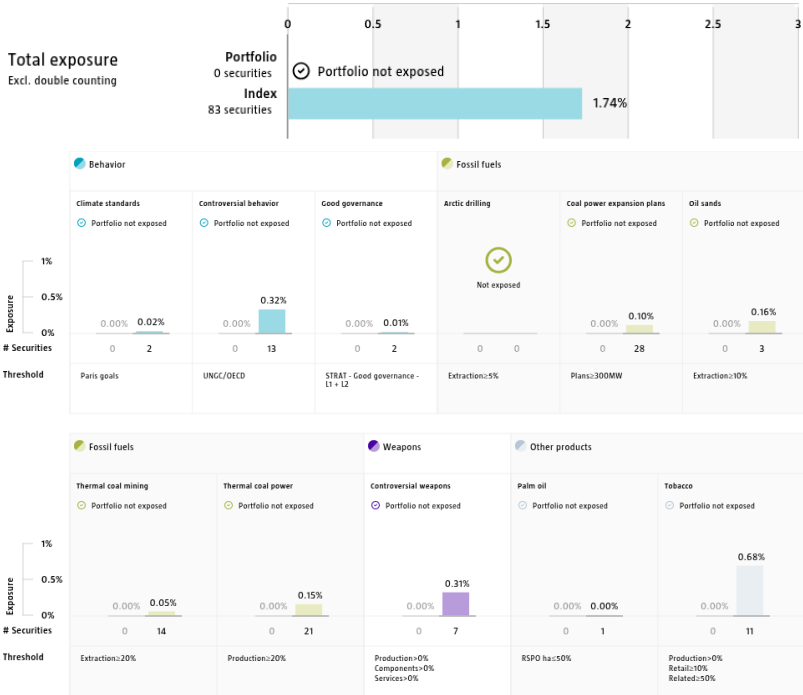 0 0.5 1 1.5 2 2.5 3
Total exposure
Excl. double counting
Portfolio
0 securities
Portfolio not exposed
Index
83 securities
1.74%
Behavior
Fossil fuels
Climate standards
Controversial behavior
Good governance
Arctic drilling
Coal power expansion plans
Oil sands
Portfolio not exposed
Portfolio not exposed
Portfolio not exposed
Portfolio not exposed
Portfolio not exposed
Not exposed
Exposure
1%
0.5%
0%
0.00% 0.02%
0.00% 0.32%
0.00% 0.01%
0.00% 0.10%
0.00% 0.16%
# Securities
0 2
0 13
0 2
0 0
0 28
0 3
Threshold
Paris goals
UNGC/OECD
STRAT - Good governance -
L1 + L2
Extraction≥5%
Plans≥300MW
Extraction≥10%
Fossil fuels
Weapons
Other products
Thermal coal mining
Thermal coal power
Controversial weapons
Palm oil
Tobacco
Portfolio not exposed
Portfolio not exposed
Portfolio not exposed
Portfolio not exposed
Portfolio not exposed
Exposure
1%
0.5%
0%
0.00% 0.05%
0.00% 0.15%
0.00% 0.31%
0.00% 0.00%
0.00% 0.68%
# Securities
0 14
0 21
0 7
0 1
0 11
Threshold
Extraction≥20%
Production≥20%
Production>0%
Components>0%
Services>0%
RSPO ha≤50%
Production>0%
Retail≥10%
Related≥50%